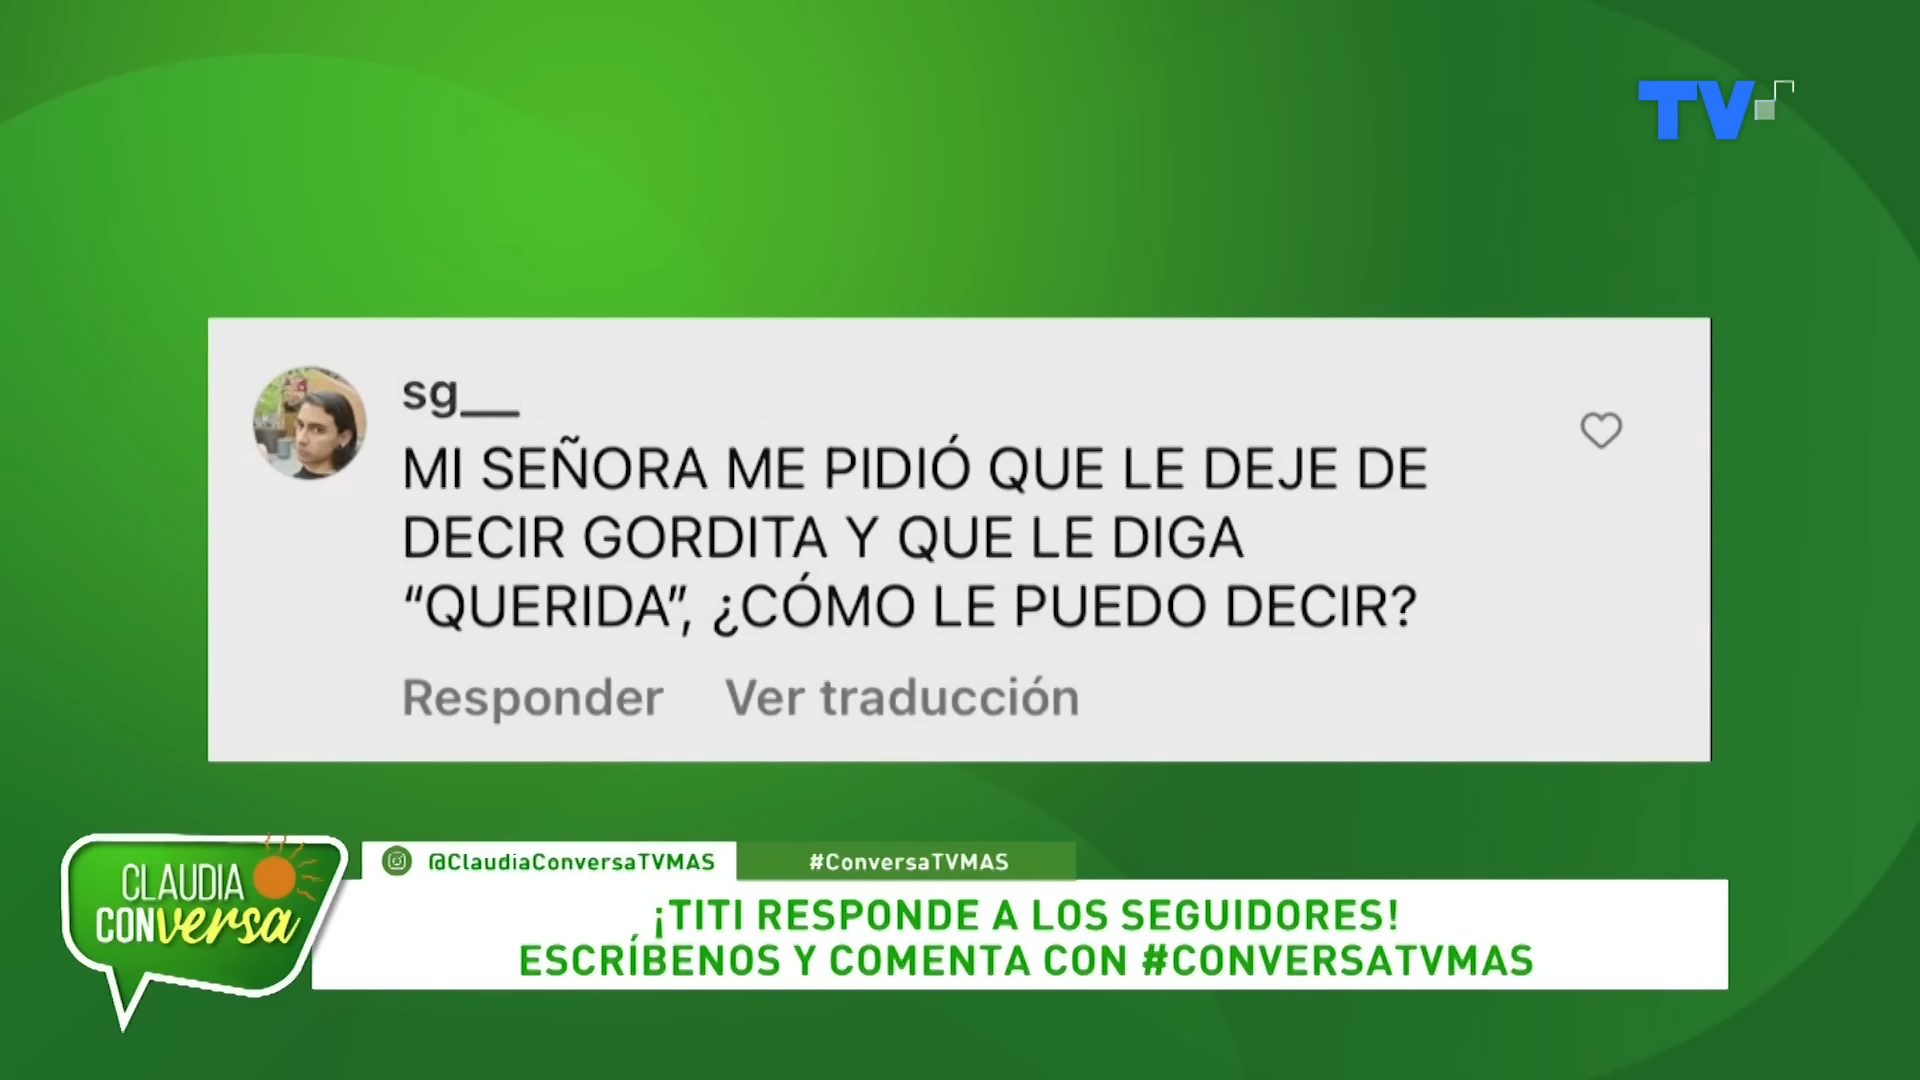 TV
sg__
MI SEÑORA ME PIDIÓ QUE LE DEJE DE
DECIR GORDITA Y QUE LE DIGA
“QUERIDA”, ¿CÓMO LE PUEDO DECIR?
Responder Ver traducción
CLAUDIA
CONversa
@ClaudiaConversaTVMAS #ConversaTVMAS
¡TITI RESPONDE A LOS SEGUIDORES!
ESCRÍBENOS Y COMENTA CON #CONVERSATVMAS